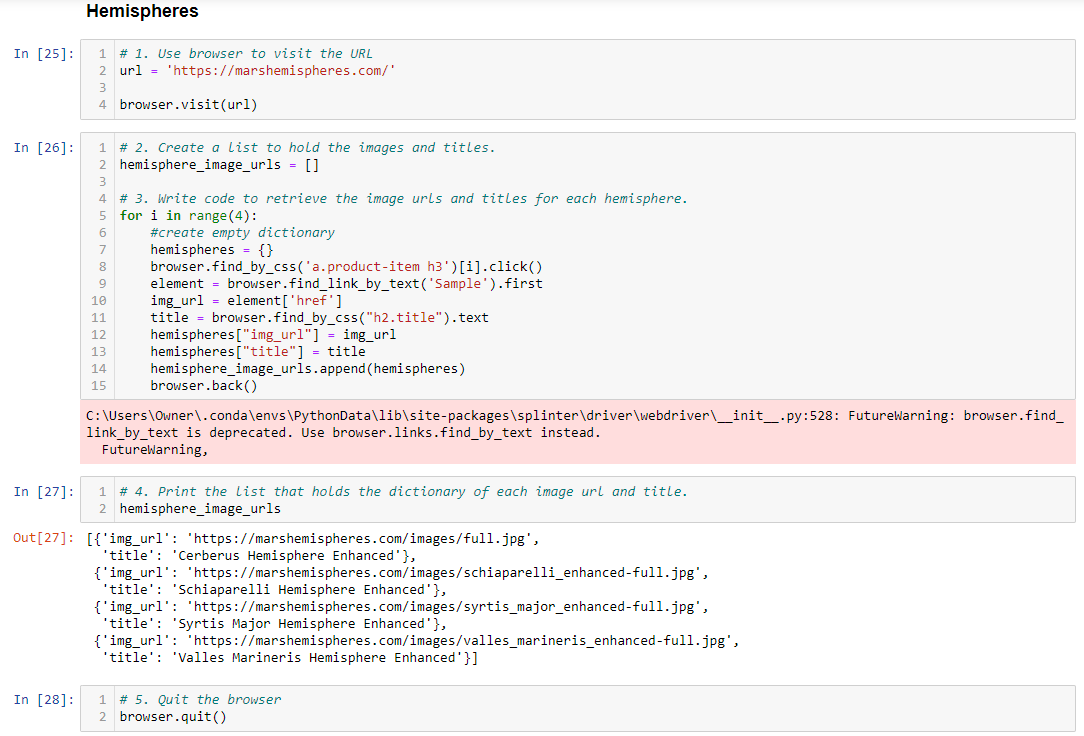 Hemispheres
In [25]:
1 # 1. Use browser to visit the URL
2 url = 'https://marshemispheres.com/'
3
4 browser.visit(url)
In [26]:
1 # 2. Create a list to hold the images and titles.
2 hemisphere_image_urls = []
3
4 # 3. Write code to retrieve the image urls and titles for each hemisphere.
5 for i in range(4):
6     #create empty dictionary
7     hemispheres = {}
8     browser.find_by_css('a.product-item h3')[i].click()
9     element = browser.find_link_by_text('Sample').first
10     img_url = element['href']
11     title = browser.find_by_css("h2.title").text
12     hemispheres["img_url"] = img_url
13     hemispheres["title"] = title
14     hemisphere_image_urls.append(hemispheres)
15     browser.back()
C:\Users\Owner\.conda\envs\PythonData\lib\site-packages\splinter\driver\webdriver\__init__.py:528: FutureWarning: browser.find_
link_by_text is deprecated. Use browser.links.find_by_text instead.
  FutureWarning,
In [27]:
1 # 4. Print the list that holds the dictionary of each image url and title.
2 hemisphere_image_urls
Out[27]: [{'img_url': 'https://marshemispheres.com/images/full.jpg',
  'title': 'Cerberus Hemisphere Enhanced'},
 {'img_url': 'https://marshemispheres.com/images/schiaparelli_enhanced-full.jpg',
  'title': 'Schiaparelli Hemisphere Enhanced'},
 {'img_url': 'https://marshemispheres.com/images/syrtis_major_enhanced-full.jpg',
  'title': 'Syrtis Major Hemisphere Enhanced'},
 {'img_url': 'https://marshemispheres.com/images/valles_marineris_enhanced-full.jpg',
  'title': 'Valles Marineris Hemisphere Enhanced'}]
In [28]:
1 # 5. Quit the browser
2 browser.quit()